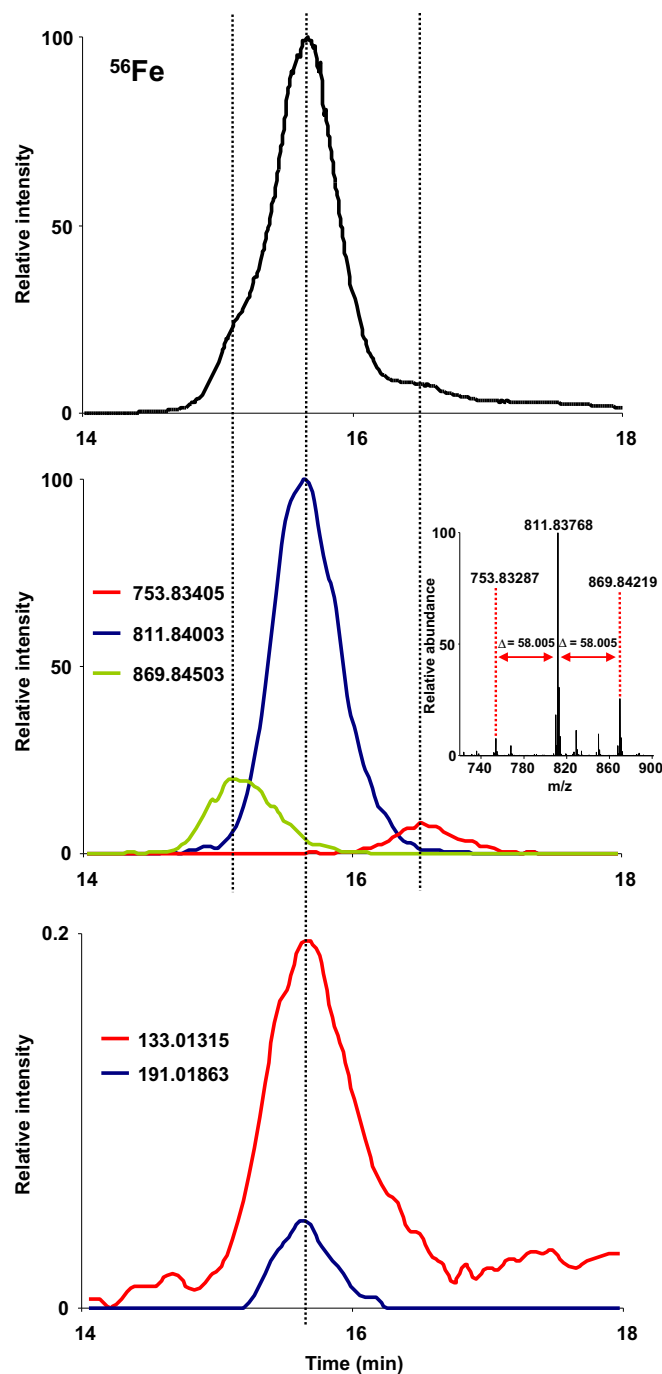 100
56Fe
Relative intensity
50
0
14 16 18
100
753.83405
811.84003
869.84503
Relative intensity
50
0
14 16 18
811.83768
100
753.83287 869.84219
Δ = 58.005 Δ = 58.005
Relative abundance
50
0
740 780 820 860 900
m/z
0.2
133.01315
191.01863
Relative intensity
0
14 16 18
Time (min)